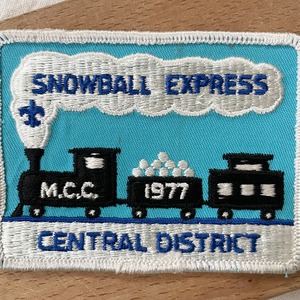 SNOWBALL EXPRESS
M.C.C. 1977
CENTRAL DISTRICT